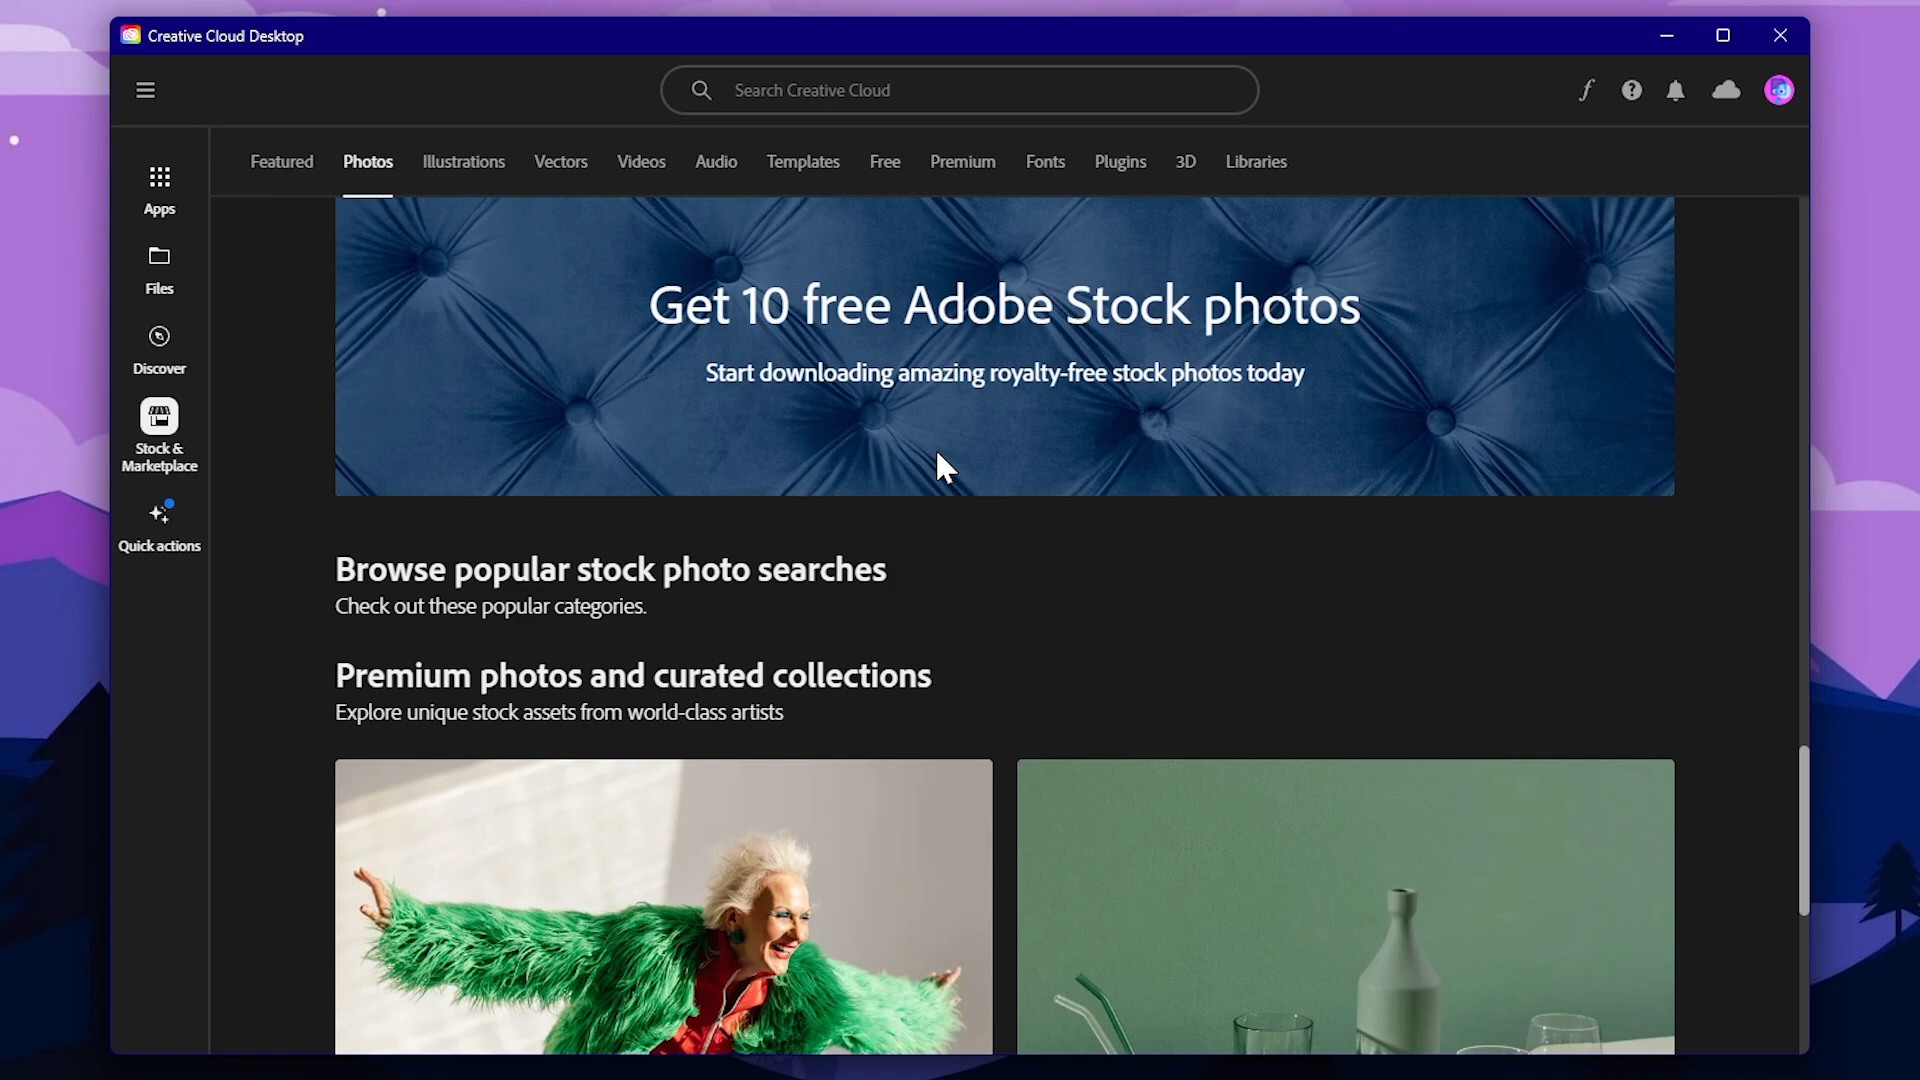 Creative Cloud Desktop
Search Creative Cloud
Featured Photos Illustrations Vectors Videos Audio Templates Free Premium Fonts Plugins 3D Libraries
Apps
Files
Discover
Stock &
Marketplace
Quick actions
Get 10 free Adobe Stock photos
Start downloading amazing royalty-free stock photos today
Browse popular stock photo searches
Check out these popular categories.
Premium photos and curated collections
Explore unique stock assets from world-class artists